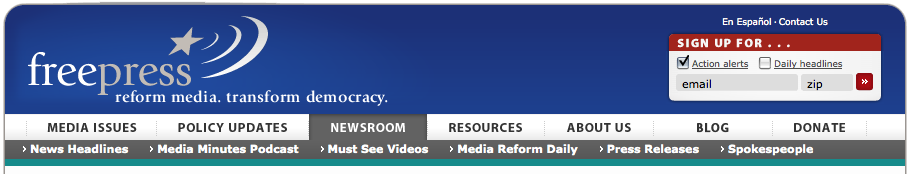 En Español · Contact Us
freepress
reform media. transform democracy.
SIGN UP FOR . . .
Action alerts Daily headlines
email zip »
MEDIA ISSUES POLICY UPDATES NEWSROOM RESOURCES ABOUT US BLOG DONATE
› News Headlines › Media Minutes Podcast › Must See Videos › Media Reform Daily › Press Releases › Spokespeople